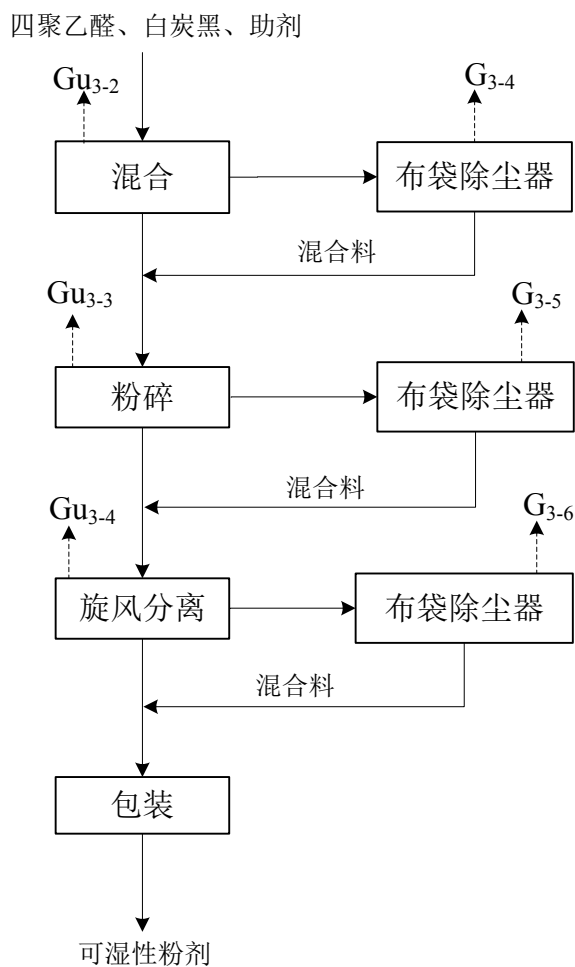 四聚乙醛、白炭黑、助剂
Gu3-2
G3-4
混合
布袋除尘器
混合料
Gu3-3
G3-5
粉碎
布袋除尘器
混合料
Gu3-4
G3-6
旋风分离
布袋除尘器
混合料
包装
可湿性粉剂